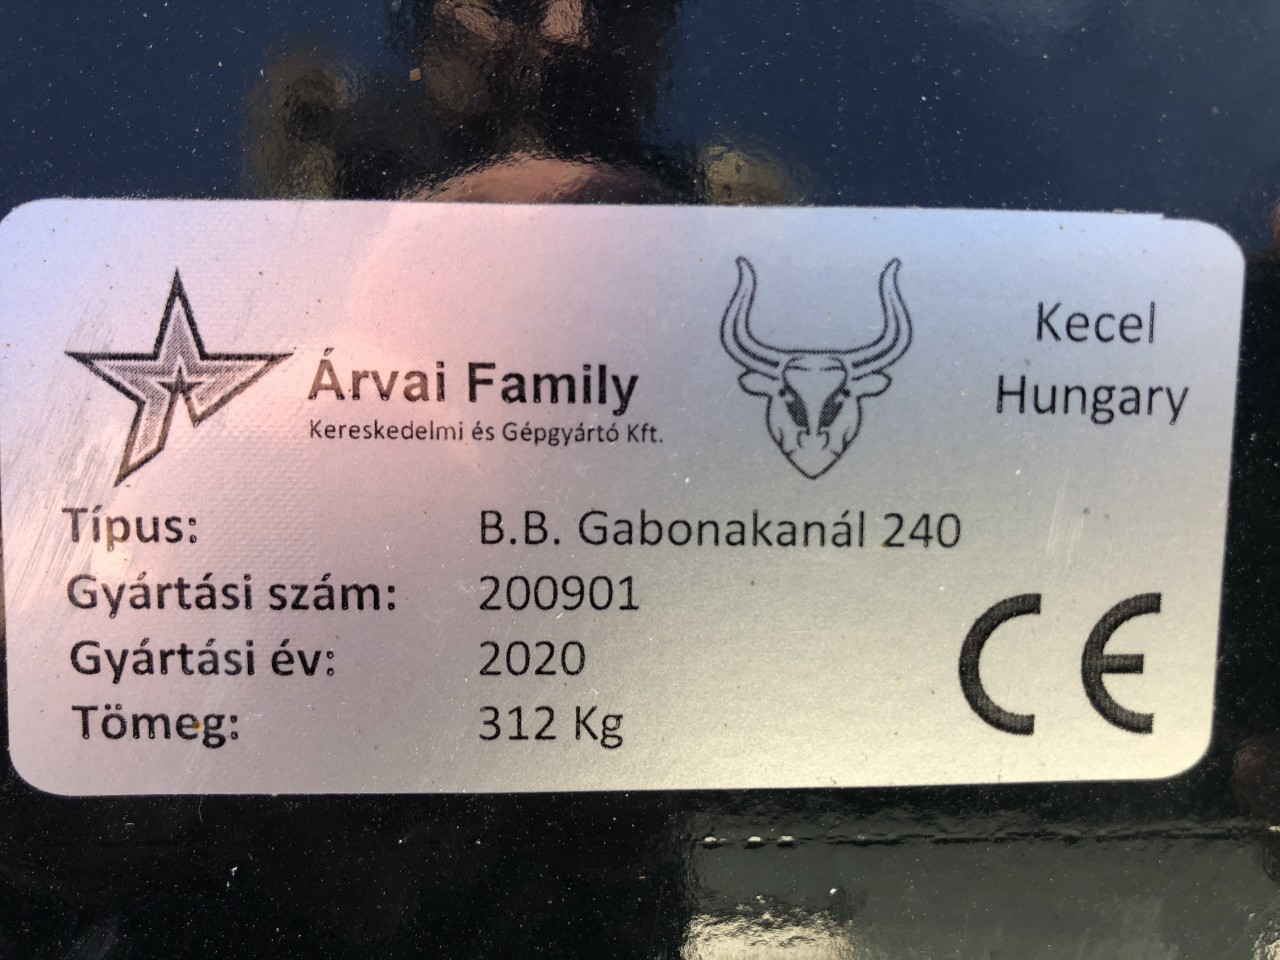 Árvai Family
Kereskedelmi és Gépgyártó Kft.
Kecel
Hungary
Típus: B.B. Gabonakanál 240
Gyártási szám: 200901
Gyártási év: 2020
Tömeg: 312 Kg
CE